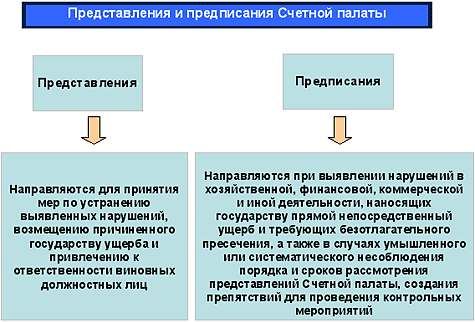 Представления и предписания Счетной палаты
Представления
Предписания
Направляются для принятия
мер по устранению
выявленных нарушений,
возмещению причиненного
государству ущерба и
привлечению к
ответственности виновных
должностных лиц
Направляются при выявлении нарушений в
хозяйственной, финансовой, коммерческой
и иной деятельности, наносящих
государству прямой непосредственный
ущерб и требующих безотлагательного
пресечения, а также в случаях умышленного
или систематического несоблюдения
порядка и сроков рассмотрения
представлений Счетной палаты, создания
препятствий для проведения контрольных
мероприятий